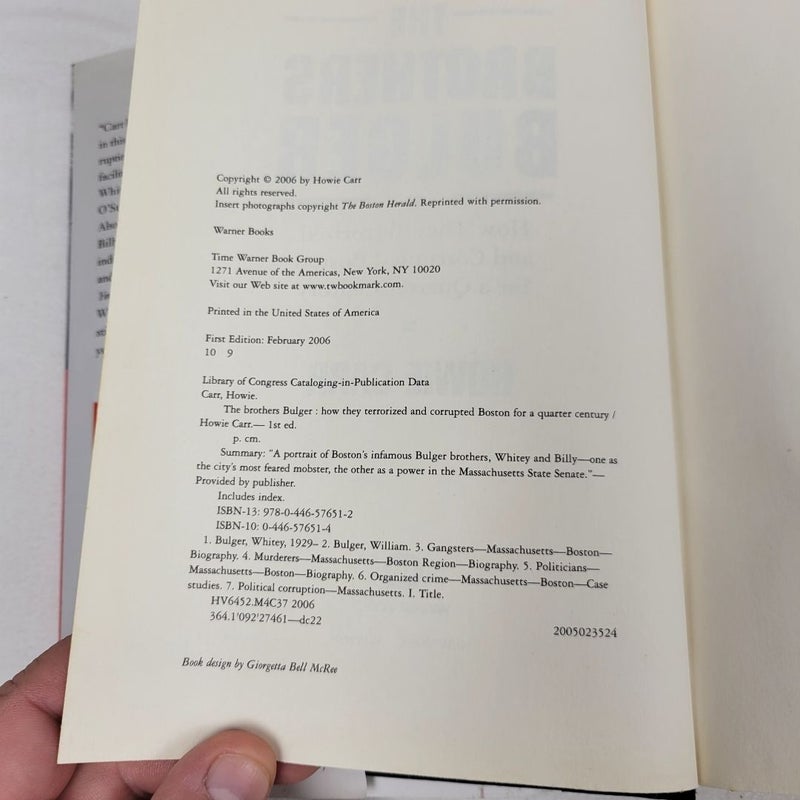 Copyright © 2006 by Howie Carr
All rights reserved.
Insert photographs copyright The Boston Herald. Reprinted with permission.
Warner Books
Time Warner Book Group
1271 Avenue of the Americas, New York, NY 10020
Visit our Web site at www.twbookmark.com.
Printed in the United States of America
First Edition: February 2006
10 9
Library of Congress Cataloging-in-Publication Data
Carr, Howie.
The brothers Bulger : how they terrorized and corrupted Boston for a quarter century /
Howie Carr.— 1st ed.
p. cm.
Summary: "A portrait of Boston's infamous Bulger brothers, Whitey and Billy—one as
the city's most feared mobster, the other as a power in the Massachusetts State Senate."—
Provided by publisher.
Includes index.
ISBN-13: 978-0-446-57651-2
ISBN-10: 0-446-57651-4
1. Bulger, Whitey, 1929– 2. Bulger, William. 3. Gangsters—Massachusetts—Boston—
Biography. 4. Murderers—Massachusetts—Boston Region—Biography. 5. Politicians—
Massachusetts—Boston—Biography. 6. Organized crime—Massachusetts—Boston—Case
studies. 7. Political corruption—Massachusetts. I. Title.
HV6452.M4C37 2006
364.1'092'27461—dc22
2005023524
Book design by Giorgetta Bell McRee